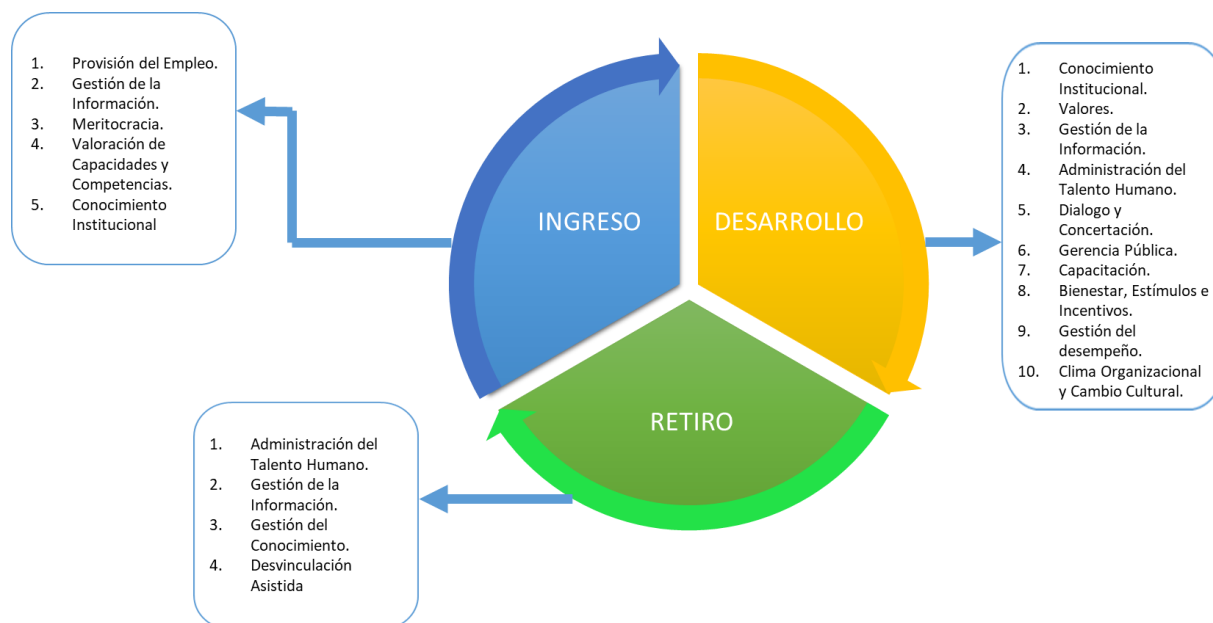 1. Provisión del Empleo.
2. Gestión de la
Información.
3. Meritocracia.
4. Valoración de
Capacidades y
Competencias.
5. Conocimiento
Institucional
INGRESO
DESARROLLO
RETIRO
1. Conocimiento
Institucional.
2. Valores.
3. Gestión de la
Información.
4. Administración del
Talento Humano.
5. Dialogo y
Concertación.
6. Gerencia Pública.
7. Capacitación.
8. Bienestar, Estímulos e
Incentivos.
9. Gestión del
desempeño.
10. Clima Organizacional
y Cambio Cultural.
1. Administración del
Talento Humano.
2. Gestión de la
Información.
3. Gestión del
Conocimiento.
4. Desvinculación
Asistida